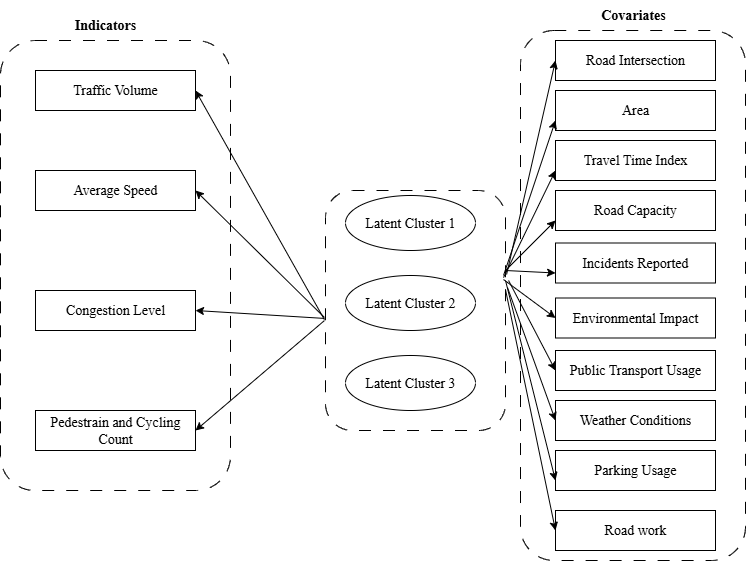 Indicators
Traffic Volume
Average Speed
Congestion Level
Pedestrain and Cycling
Count
Latent Cluster 1
Latent Cluster 2
Latent Cluster 3
Covariates
Road Intersection
Area
Travel Time Index
Road Capacity
Incidents Reported
Environmental Impact
Public Transport Usage
Weather Conditions
Parking Usage
Road work